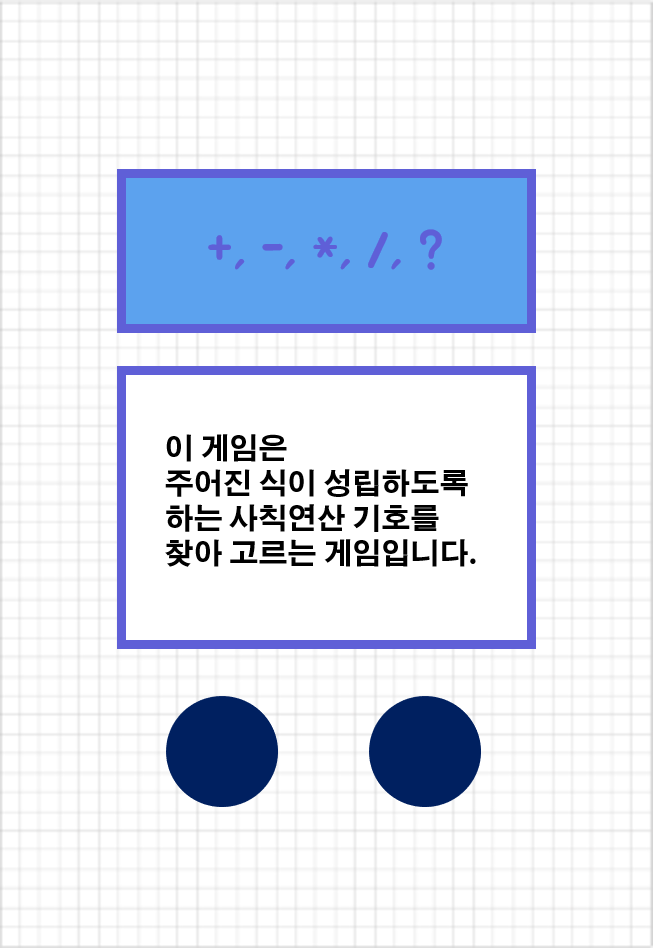 +, -, *, /, ?
이 게임은
주어진 식이 성립하도록
하는 사칙연산 기호를
찾아 고르는 게임입니다.